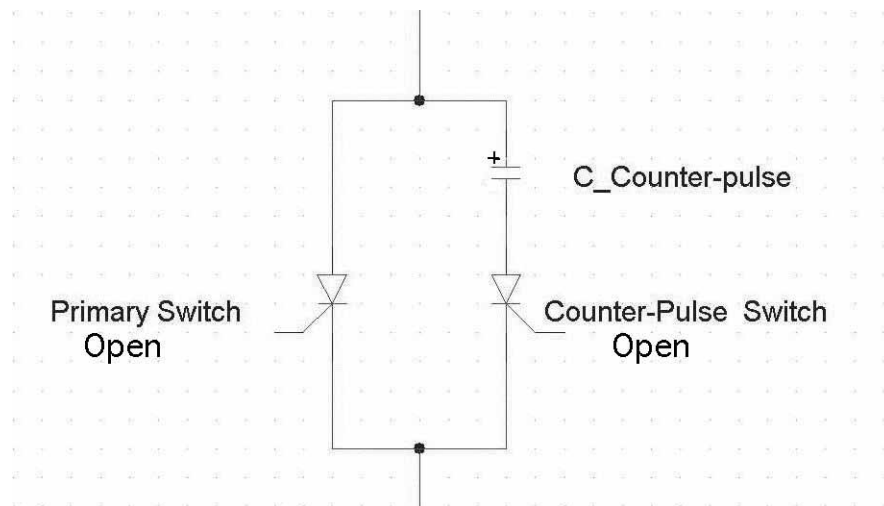 +
C_Counter-pulse
Primary Switch
Open
Counter-Pulse Switch
Open